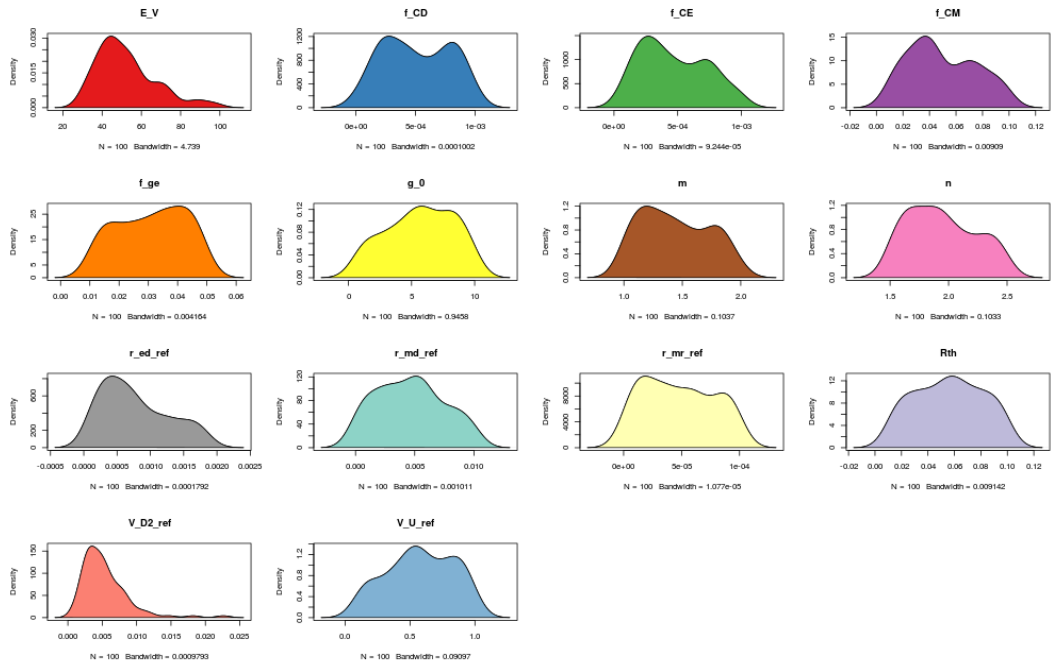 E_V f_CD f_CE f_CM
Density 0.000 0.015 0.030
Density 0 400 800 1200
Density 0 5000 15000
Density 0 5 10 15
20 40 60 80 100
0e+00 5e-04 1e-03
0e+00 5e-04 1e-03
-0.02 0.00 0.02 0.04 0.06 0.08 0.10 0.12
N = 100 Bandwidth = 4.739
N = 100 Bandwidth = 0.0001002
N = 100 Bandwidth = 9.244e-05
N = 100 Bandwidth = 0.00909
f_ge g_0 m n
Density 0 5 15 25
Density 0.00 0.04 0.08 0.12
Density 0.0 0.4 0.8 1.2
Density 0.0 0.4 0.8 1.2
0.00 0.01 0.02 0.03 0.04 0.05 0.06
0 5 10
1.0 1.5 2.0
1.5 2.0 2.5
N = 100 Bandwidth = 0.004164
N = 100 Bandwidth = 0.9458
N = 100 Bandwidth = 0.1037
N = 100 Bandwidth = 0.1033
r_ed_ref r_md_ref r_mr_ref Rth
Density 0 200 600
Density 0 40 80 120
Density 0 4000 8000
Density 0 4 8 12
-0.0005 0.0000 0.0005 0.0010 0.0015 0.0020 0.0025
0.000 0.005 0.010
0e+00 5e-05 1e-04
-0.02 0.00 0.02 0.04 0.06 0.08 0.10 0.12
N = 100 Bandwidth = 0.0001792
N = 100 Bandwidth = 0.001011
N = 100 Bandwidth = 1.077e-05
N = 100 Bandwidth = 0.009142
V_D2_ref V_U_ref
Density 0 50 100 150
Density 0.0 0.4 0.8 1.2
0.000 0.005 0.010 0.015 0.020 0.025
0.0 0.5 1.0
N = 100 Bandwidth = 0.0009793
N = 100 Bandwidth = 0.09097